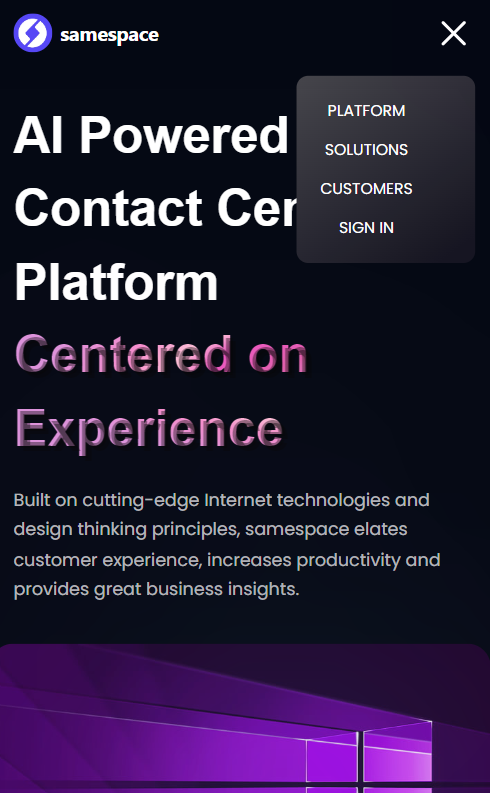 samespace
PLATFORM
SOLUTIONS
CUSTOMERS
SIGN IN
AI Powered
Contact Cen
Platform
Centered on
Experience
Built on cutting-edge Internet technologies and
design thinking principles, samespace elates
customer experience, increases productivity and
provides great business insights.